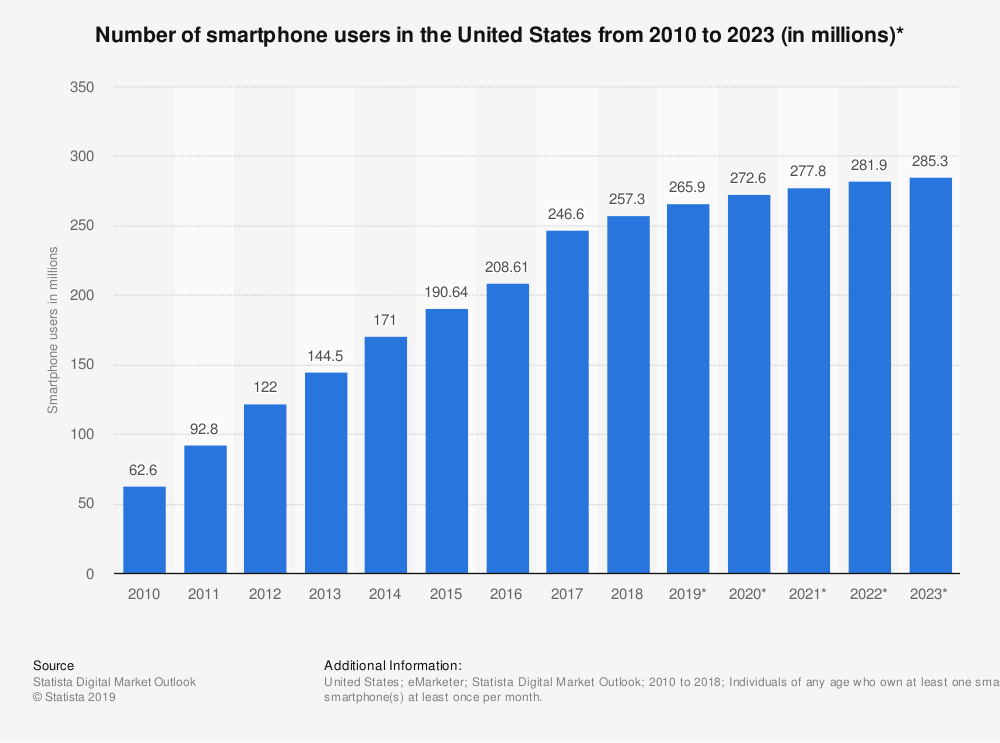 Number of smartphone users in the United States from 2010 to 2023 (in millions)*
350
300
250
200
150
100
50
0
Smartphone users in millions
62.6
92.8
122
144.5
171
190.64
208.61
246.6
257.3
265.9
272.6
277.8
281.9
285.3
2010 2011 2012 2013 2014 2015 2016 2017 2018 2019* 2020* 2021* 2022* 2023*
Source
Statista Digital Market Outlook
© Statista 2019
Additional Information:
United States; eMarketer; Statista Digital Market Outlook; 2010 to 2018; Individuals of any age who own at least one
smartphone(s) at least once per month.